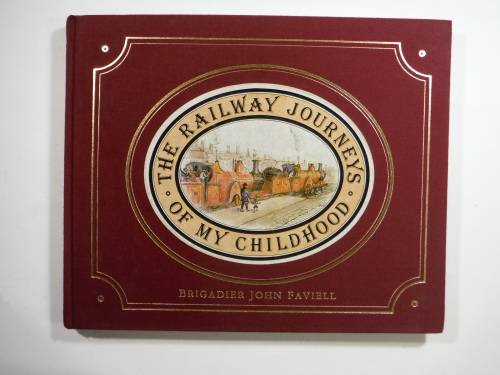 THE RAILWAY JOURNEYS
OF MY CHILDHOOD
BRIGADIER JOHN FAVIELL